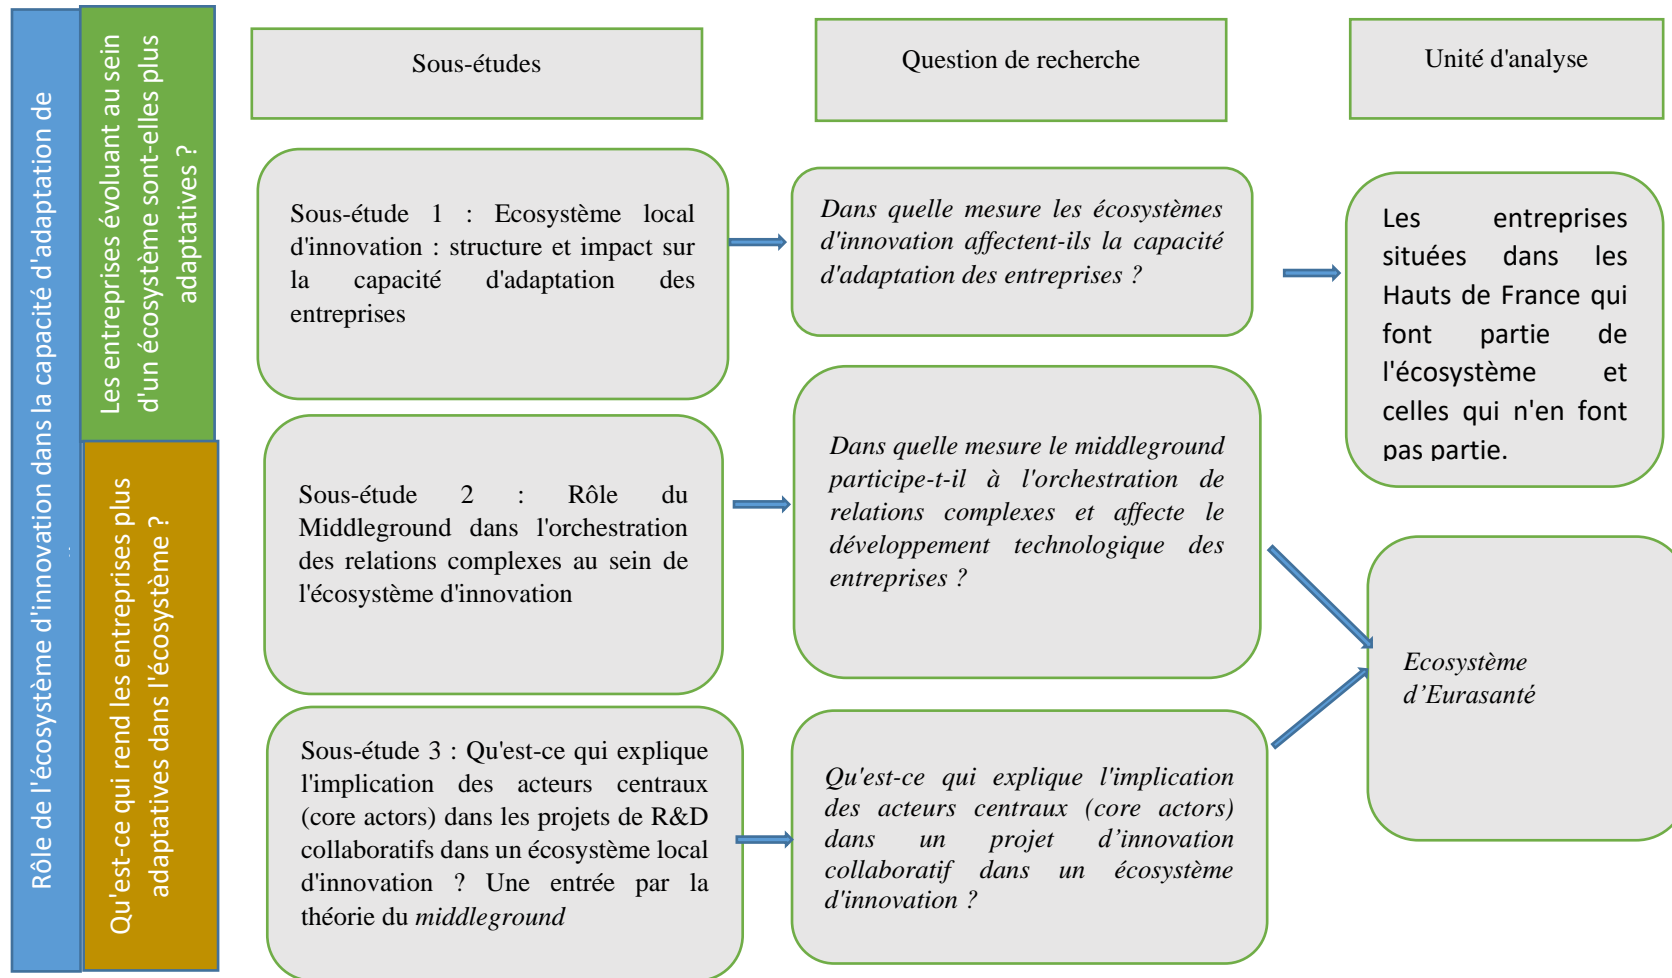 Rôle de l'écosystème d'innovation dans la capacité d'adaptation de
Les entreprises évoluant au sein
d'un écosystème sont-elles plus
adaptatives ?
Qu'est-ce qui rend les entreprises plus
adaptatives dans l'écosystème ?
Sous-études
Question de recherche
Unité d'analyse
Sous-étude 1 : Ecosystème local
d'innovation : structure et impact sur
la capacité d'adaptation des
entreprises
Dans quelle mesure les écosystèmes
d'innovation affectent-ils la capacité
d'adaptation des entreprises ?
Les entreprises
situées dans les
Hauts de France qui
font partie de
l'écosystème et
celles qui n'en font
pas partie.
Sous-étude 2 : Rôle du
Middleground dans l'orchestration
des relations complexes au sein de
l'écosystème d'innovation
Dans quelle mesure le middleground
participe-t-il à l'orchestration de
relations complexes et affecte le
développement technologique des
entreprises ?
Ecosystème
d’Eurasanté
Sous-étude 3 : Qu'est-ce qui explique
l'implication des acteurs centraux
(core actors) dans les projets de R&D
collaboratifs dans un écosystème local
d'innovation ? Une entrée par la
théorie du middleground
Qu'est-ce qui explique l'implication
des acteurs centraux (core actors)
dans un projet d’innovation
collaboratif dans un écosystème
d'innovation ?